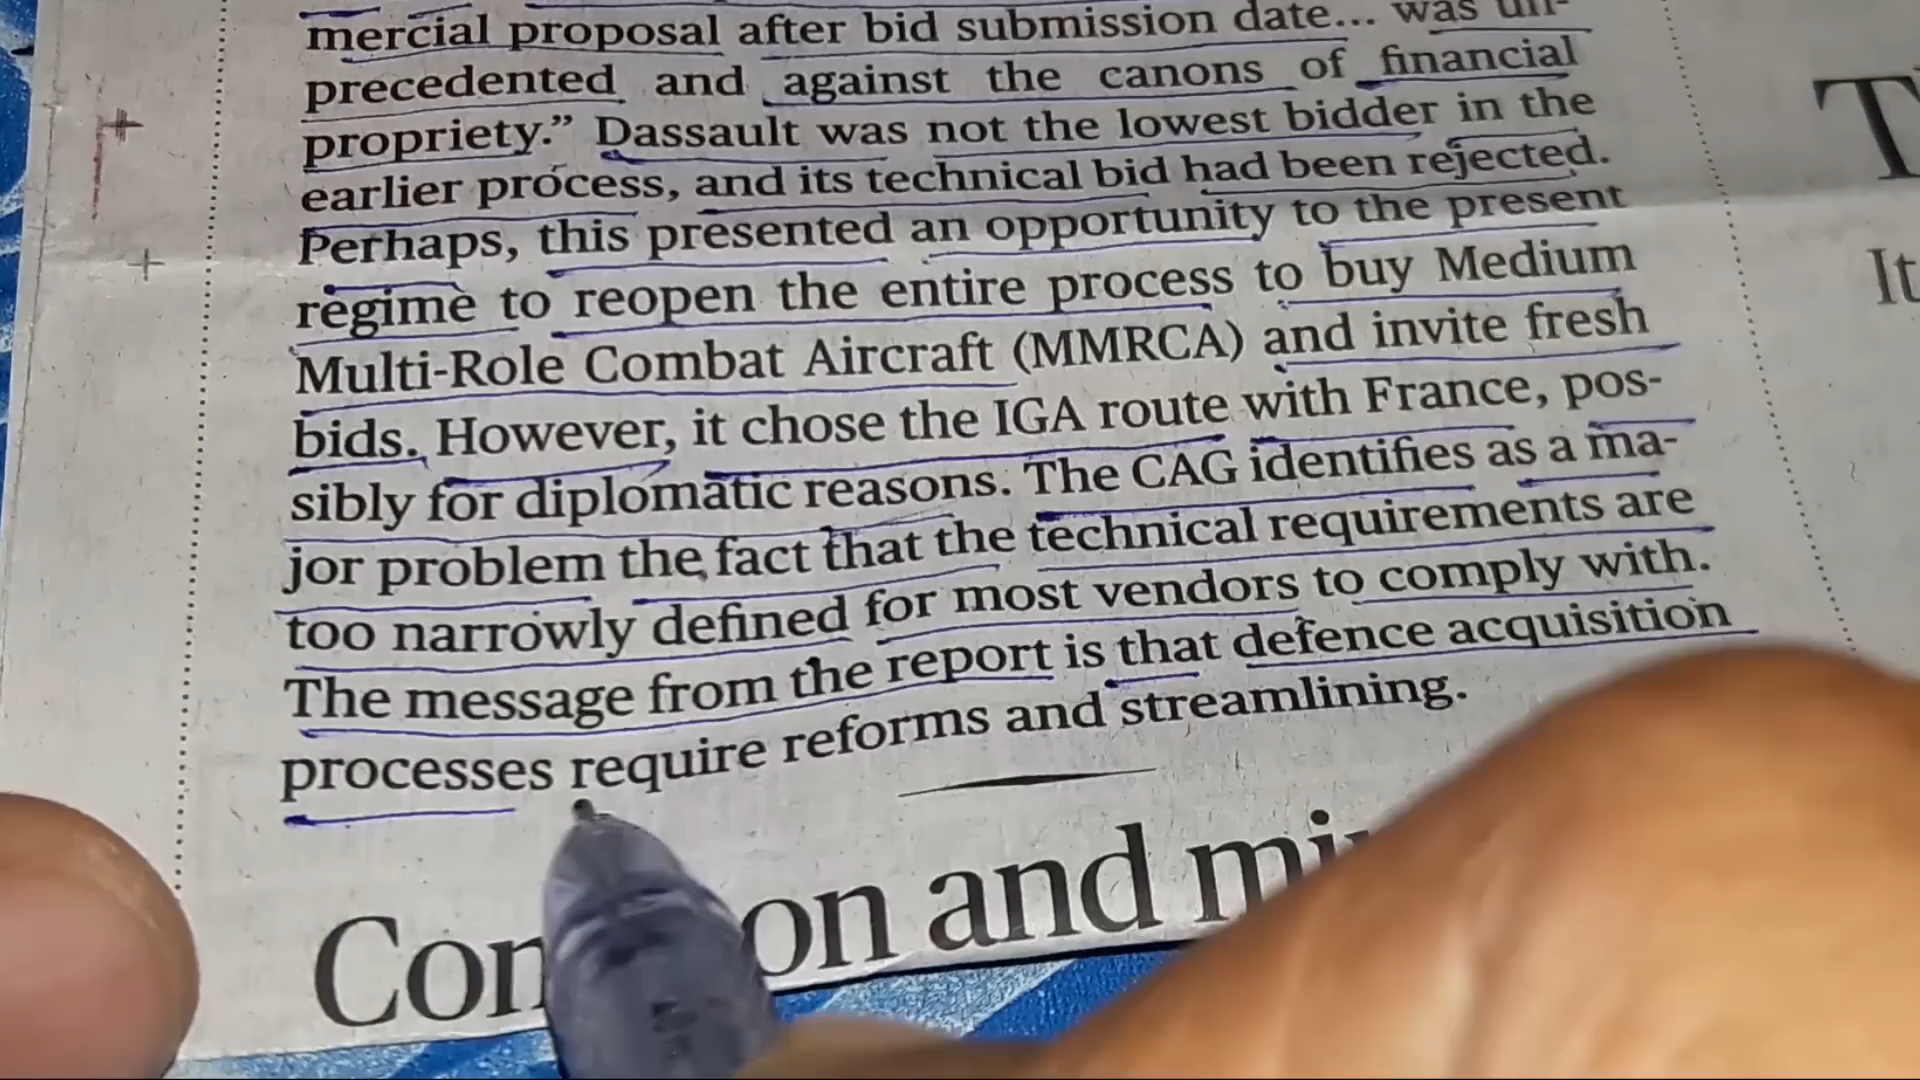 mercial proposal after bid submission date... was un-
precedented and against the canons of financial
propriety.” Dassault was not the lowest bidder in the
earlier process, and its technical bid had been rejected.
Perhaps, this presented an opportunity to the present
regime to reopen the entire process to buy Medium
Multi-Role Combat Aircraft (MMRCA) and invite fresh
bids. However, it chose the IGA route with France, pos-
sibly for diplomatic reasons. The CAG identifies as a ma-
jor problem the fact that the technical requirements are
too narrowly defined for most vendors to comply with.
The message from the report is that defence acquisition
processes require reforms and streamlining.
and
T
It